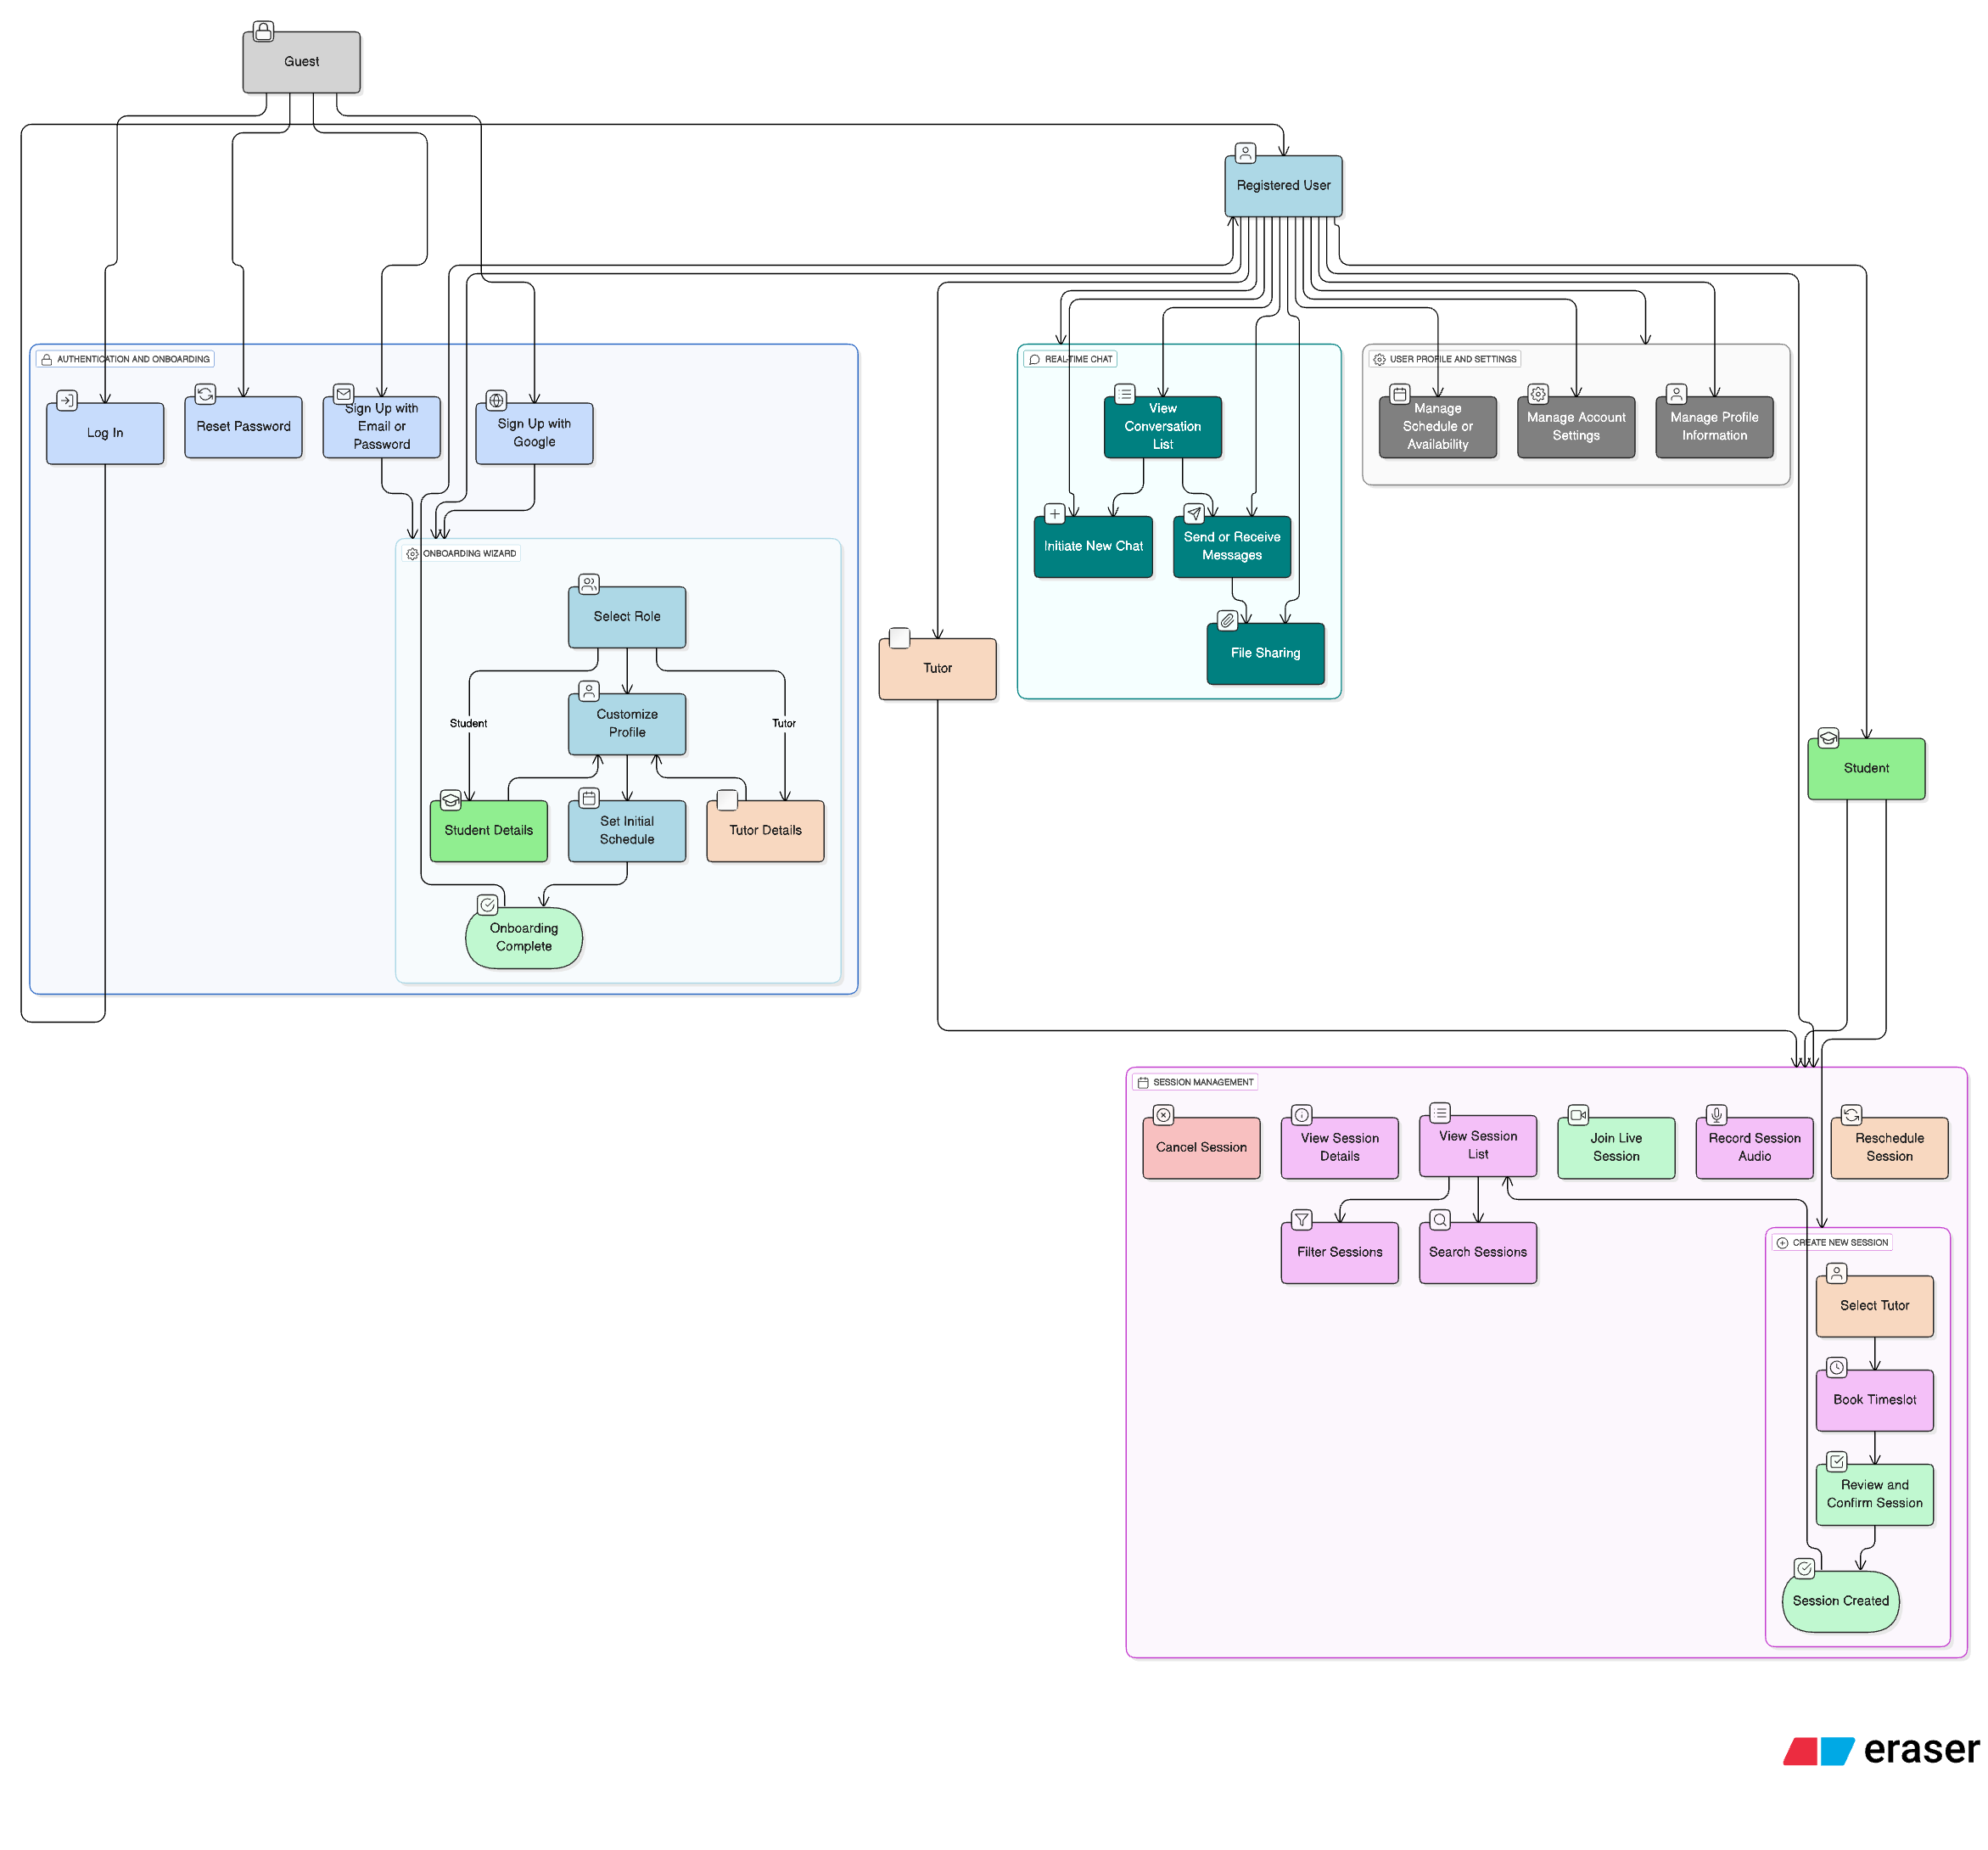 Guest
Registered User
AUTHENTICATION AND ONBOARDING
Log In
Reset Password
Sign Up with
Email or
Password
Sign Up with
Google
ONBOARDING WIZARD
Select Role
Student
Customize
Profile
Tutor
Student Details
Set Initial
Schedule
Tutor Details
Onboarding
Complete
Tutor
REAL-TIME CHAT
View
Conversation
List
Initiate New Chat
Send or Receive
Messages
File Sharing
USER PROFILE AND SETTINGS
Manage
Schedule or
Availability
Manage Account
Settings
Manage Profile
Information
Student
SESSION MANAGEMENT
Cancel Session
View Session
Details
View Session
List
Join Live
Session
Record Session
Audio
Reschedule
Session
Filter Sessions
Search Sessions
CREATE NEW SESSION
Select Tutor
Book Timeslot
Review and
Confirm Session
Session Created
eraser